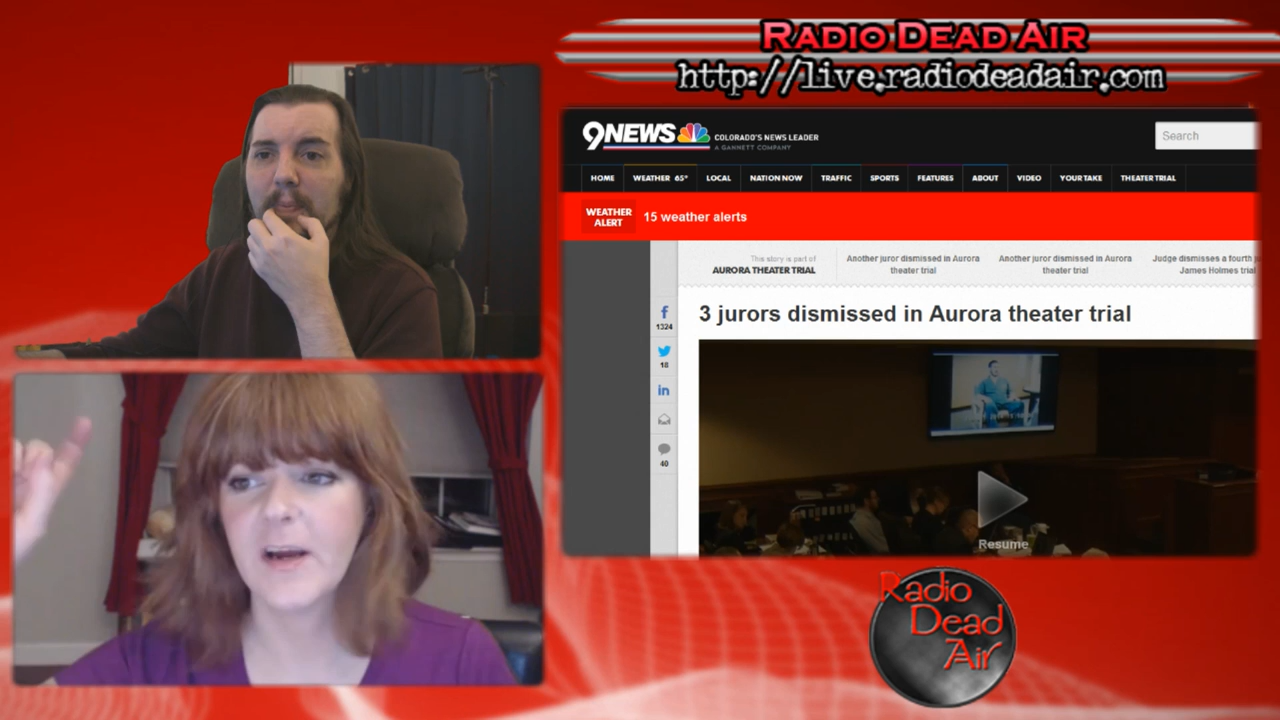 RADIO DEAD AIR
http://live.radiodeadair.com
9NEWS
COLORADO'S NEWS LEADER
A GANNETT COMPANY
Search
HOME
WEATHER 65°
LOCAL
NATION NOW
TRAFFIC
SPORTS
FEATURES
ABOUT
VIDEO
YOUR TAKE
THEATER TRIAL
WEATHER
ALERT
15 weather alerts
This story is part of
AURORA THEATER TRIAL
Another juror dismissed in Aurora
theater trial
Another juror dismissed in Aurora
theater trial
Judge dismisses a fourth
James Holmes trial
3 jurors dismissed in Aurora theater trial
1324
18
in
40
Resume
Radio
Dead
Air